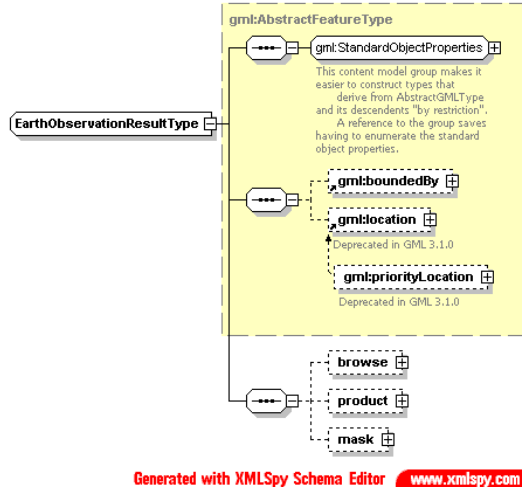 gml:AbstractFeatureType
gml:StandardObjectProperties
This content model group makes it
easier to construct types that
derive from AbstractGMLType
and its descendents "by restriction".
A reference to the group saves
having to enumerate the standard
object properties.
EarthObservationResultType
gml:boundedBy
gml:location
Deprecated in GML 3.1.0
gml:priorityLocation
Deprecated in GML 3.1.0
browse
product
mask
Generated with XMLSpy Schema Editor www.xmlspy.com